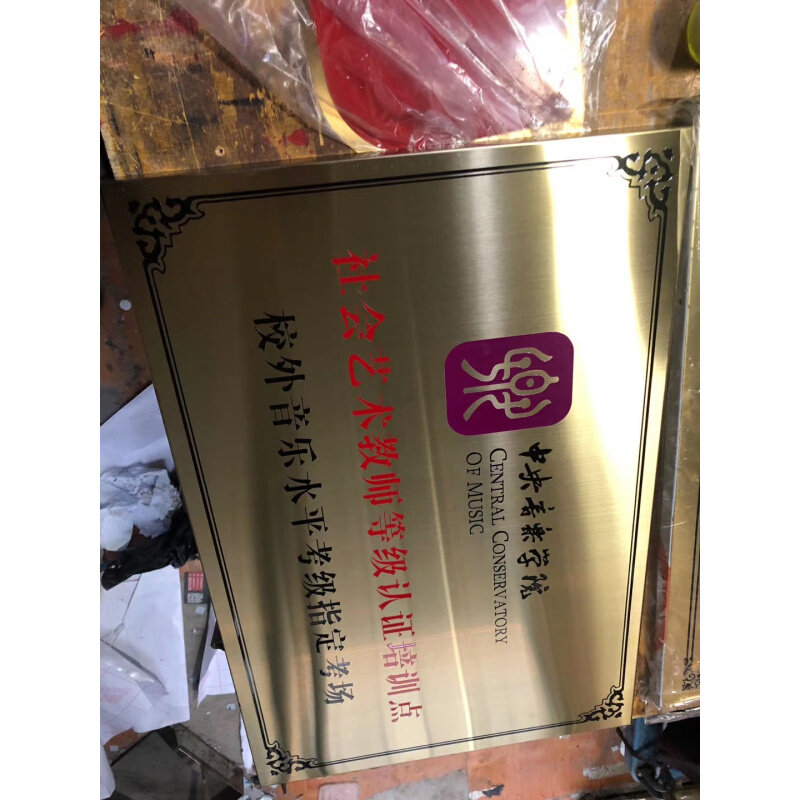 中央音乐学院
CENTRAL CONSERVATORY
OF MUSIC
社会艺术教师等级认证培训点
校外音乐水平考级指定考场